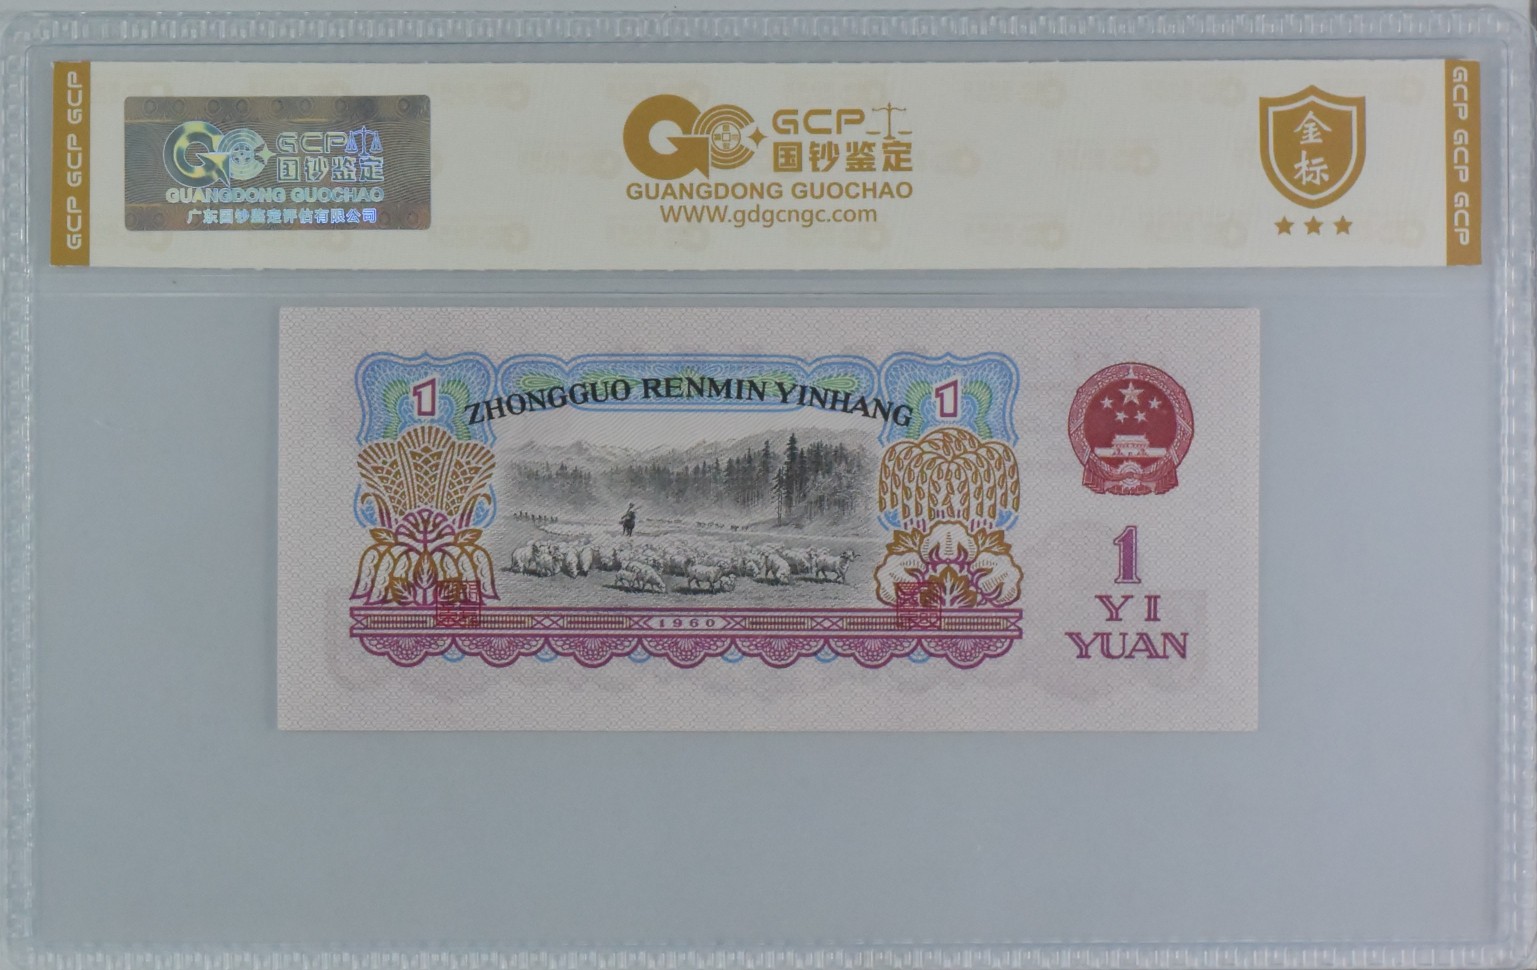 GCP GCP GCP
GCP
国钞鉴定
GUANGDONG GUOCHAO
广东国钞鉴定评估有限公司
GCP
国钞鉴定
GUANGDONG GUOCHAO
WWW.gdgcngc.com
金
标
GCP GCP GCP
1
ZHONGGUO RENMIN YINHANG
1
1960
1
YI
YUAN